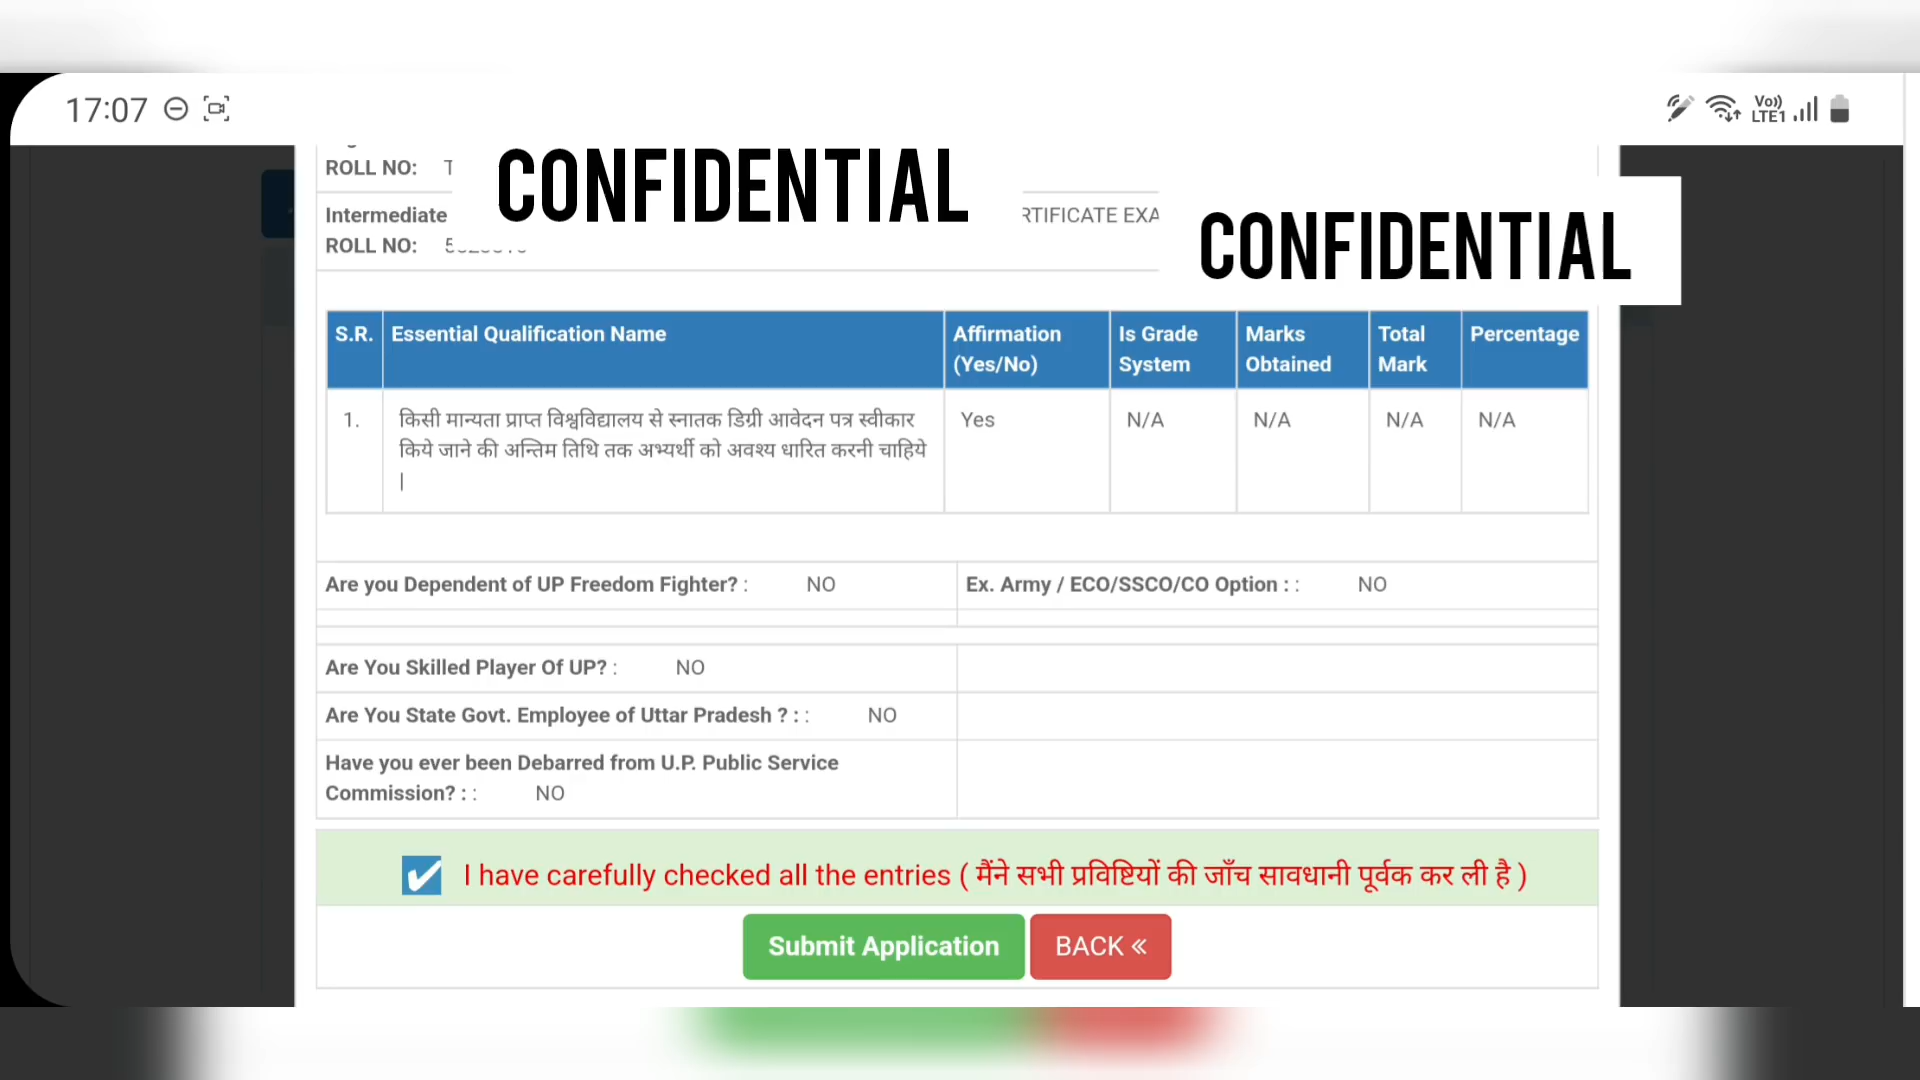 17:07
Vo)) LTE1
ROLL NO:
CONFIDENTIAL
Intermediate
RTIFICATE EXA
ROLL NO:
CONFIDENTIAL
S.R. Essential Qualification Name Affirmation (Yes/No) Is Grade System Marks Obtained Total Mark Percentage
1. किसी मान्यता प्राप्त विश्वविद्यालय से स्नातक डिग्री आवेदन पत्र स्वीकार Yes N/A N/A N/A N/A
किये जाने की अन्तिम तिथि तक अभ्यर्थी को अवश्य धारित करनी चाहिये
|
Are you Dependent of UP Freedom Fighter? : NO Ex. Army / ECO/SSCO/CO Option : : NO
Are You Skilled Player Of UP? : NO
Are You State Govt. Employee of Uttar Pradesh ? : : NO
Have you ever been Debarred from U.P. Public Service
Commission? : : NO
I have carefully checked all the entries ( मैंने सभी प्रविष्टियों की जाँच सावधानी पूर्वक कर ली है )
Submit Application BACK «